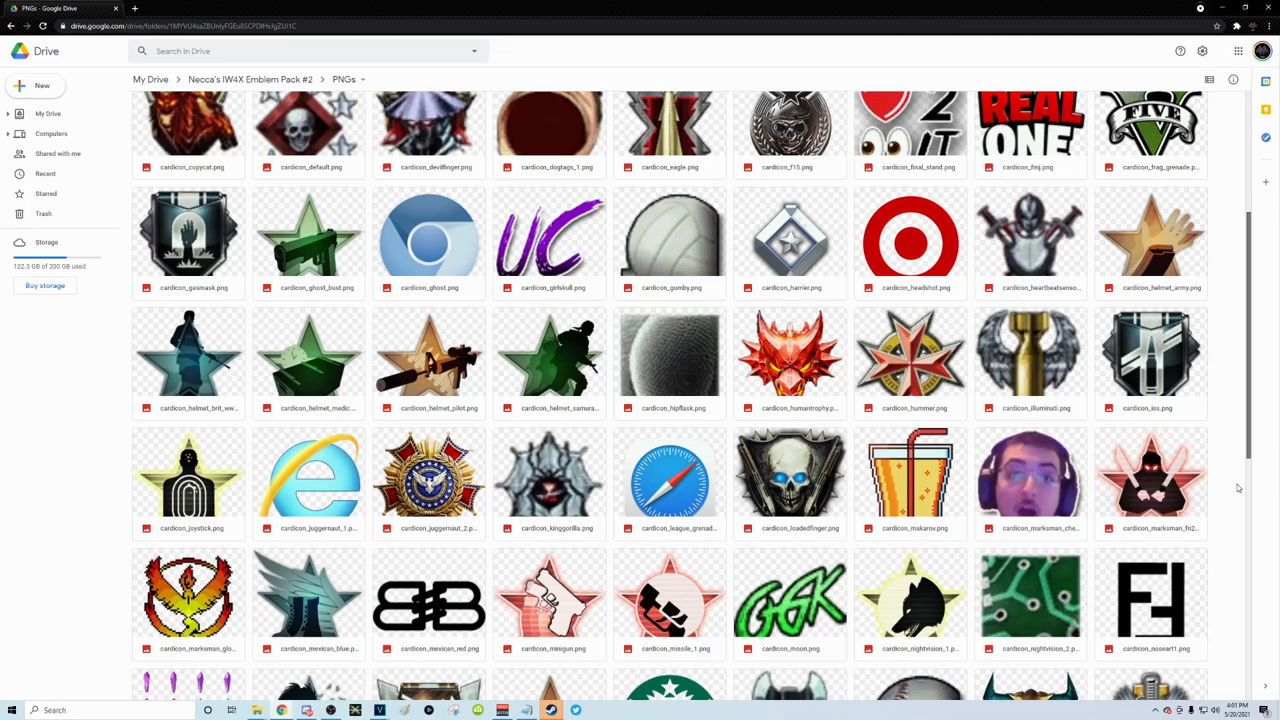 PNGs - Google Drive
drive.google.com/drive/folders/1MYVU4saZBUnIyFGEu8SCPDIHvJgZUI1C
Drive
Search in Drive
New
My Drive > Necca's IW4X Emblem Pack #2 > PNGs
My Drive
Computers
Shared with me
Recent
Starred
Trash
Storage
122.3 GB of 200 GB used
Buy storage
2 IT
REAL ONE
FIVE
cardicon_copycat.png
cardicon_default.png
cardicon_devilfinger.png
cardicon_dogtags_1.png
cardicon_eagle.png
cardicon_f15.png
cardicon_final_stand.png
cardicon_fmj.png
cardicon_frag_grenade.p...
UC
cardicon_gasmask.png
cardicon_ghost_bust.png
cardicon_ghost.png
cardicon_girlskull.png
cardicon_gumby.png
cardicon_harrier.png
cardicon_headshot.png
cardicon_heartbeatsenso...
cardicon_helmet_army.png
cardicon_helmet_brit_ww...
cardicon_helmet_medic....
cardicon_helmet_pilot.png
cardicon_helmet_samura...
cardicon_hipflask.png
cardicon_humantrophy.p...
cardicon_hummer.png
cardicon_illuminati.png
cardicon_iss.png
cardicon_joystick.png
cardicon_juggernaut_1.p...
cardicon_juggernaut_2.p...
cardicon_kinggorilla.png
cardicon_league_grenad...
cardicon_loadedfinger.png
cardicon_makarov.png
cardicon_marksman_che...
cardicon_marksman_fn2...
GGK
cardicon_marksman_glo...
cardicon_mexican_blue.p...
cardicon_mexican_red.png
cardicon_minigun.png
cardicon_missile_1.png
cardicon_moon.png
cardicon_nightvision_1.p...
cardicon_nightvision_2.png
cardicon_noseart1.png
Search
4:01 PM
5/20/2021